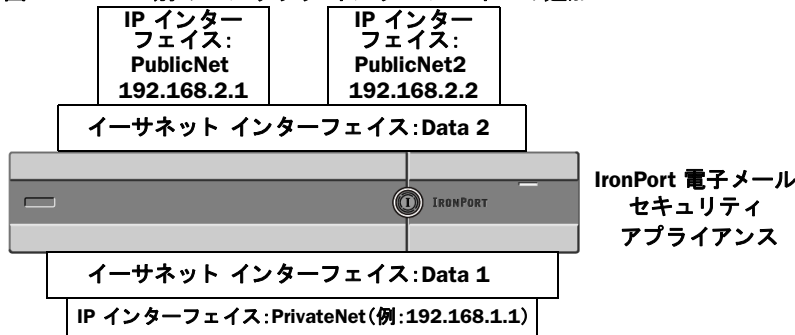 IP インター
フェイス:
PublicNet
192.168.2.1
IP インター
フェイス:
PublicNet2
192.168.2.2
イーサネット インターフェイス:Data 2
IRONPORT
IronPort 電子メール
セキュリティ
アプライアンス
イーサネット インターフェイス:Data 1
IP インターフェイス:PrivateNet(例:192.168.1.1)